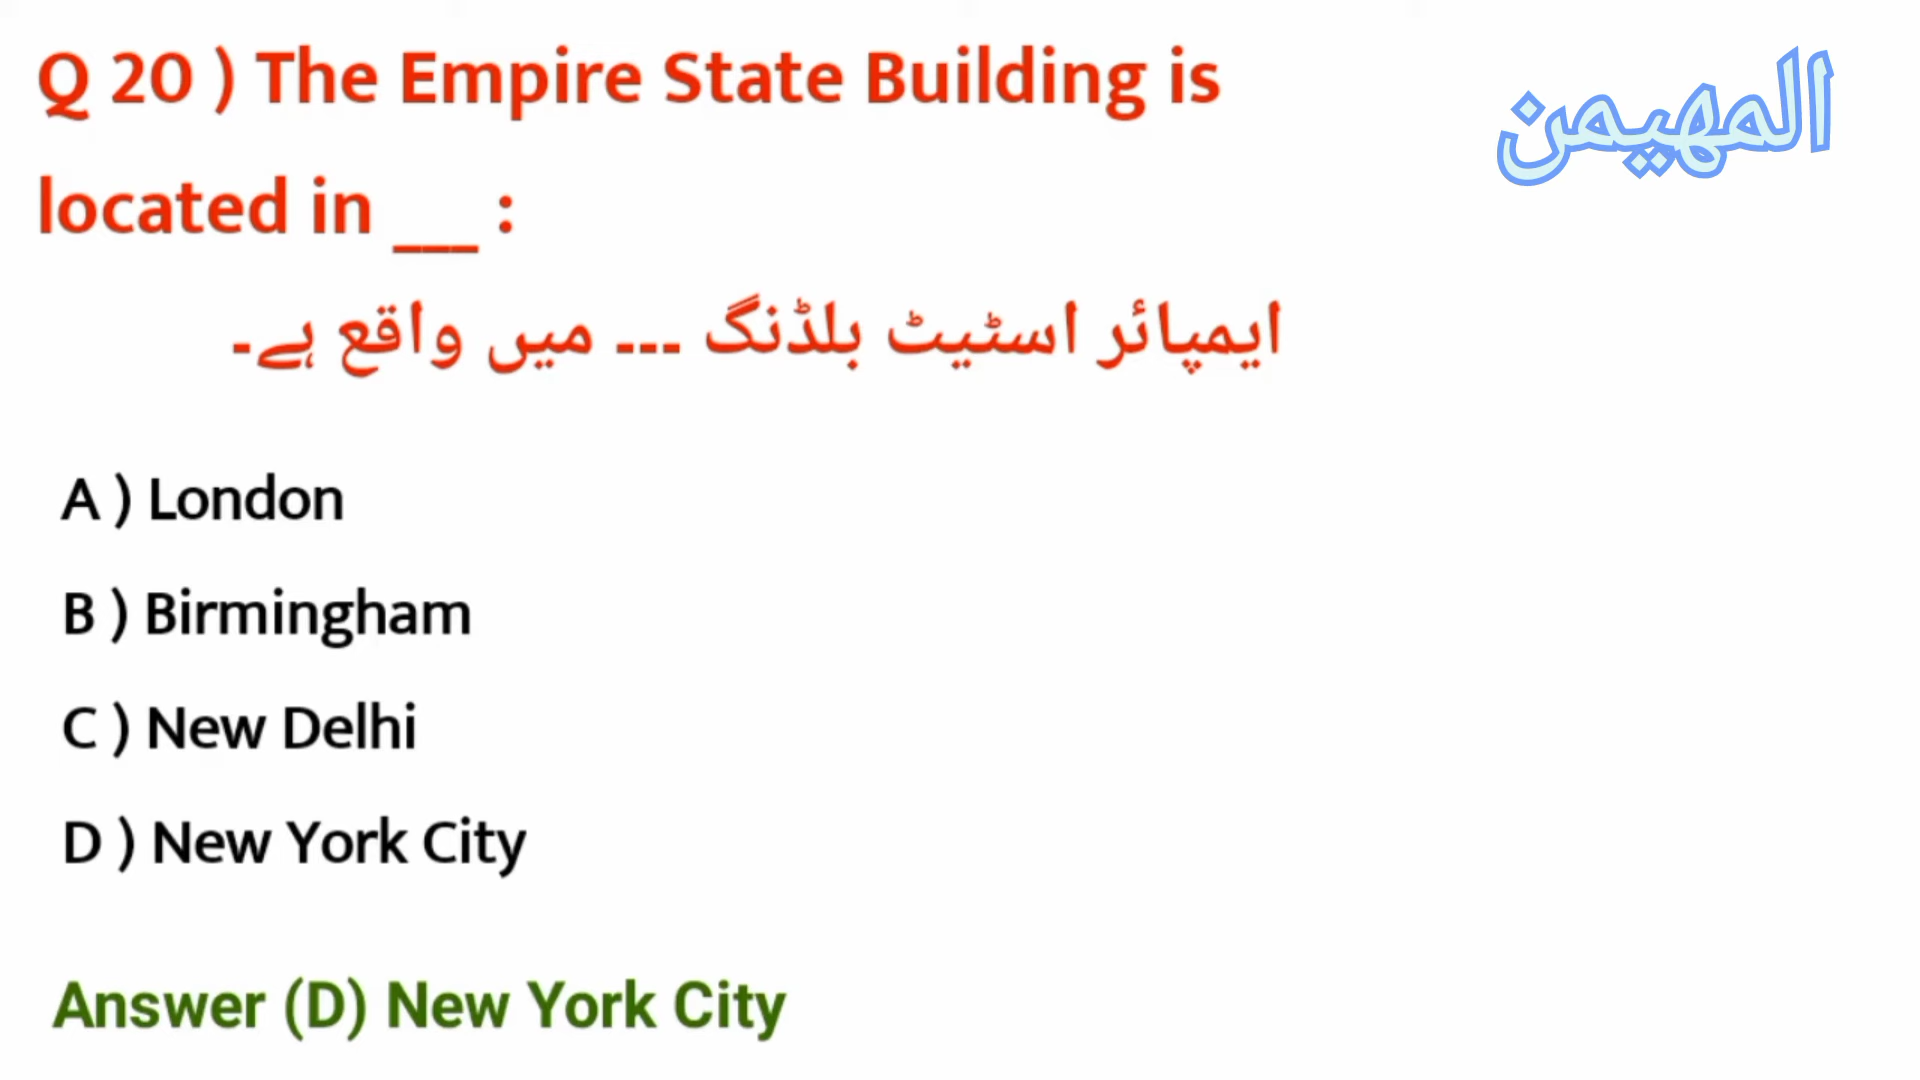 Q 20 ) The Empire State Building is
المهيمن
located in ___ :
ایمپائر اسٹیٹ بلڈنگ --- میں واقع ہے۔
A ) London
B ) Birmingham
C ) New Delhi
D ) New York City
Answer (D) New York City